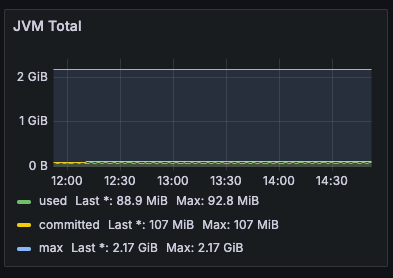 JVM Total
2 GiB
1 GiB
0 B
12:00 12:30 13:00 13:30 14:00 14:30
used Last *: 88.9 MiB Max: 92.8 MiB
committed Last *: 107 MiB Max: 107 MiB
max Last *: 2.17 GiB Max: 2.17 GiB